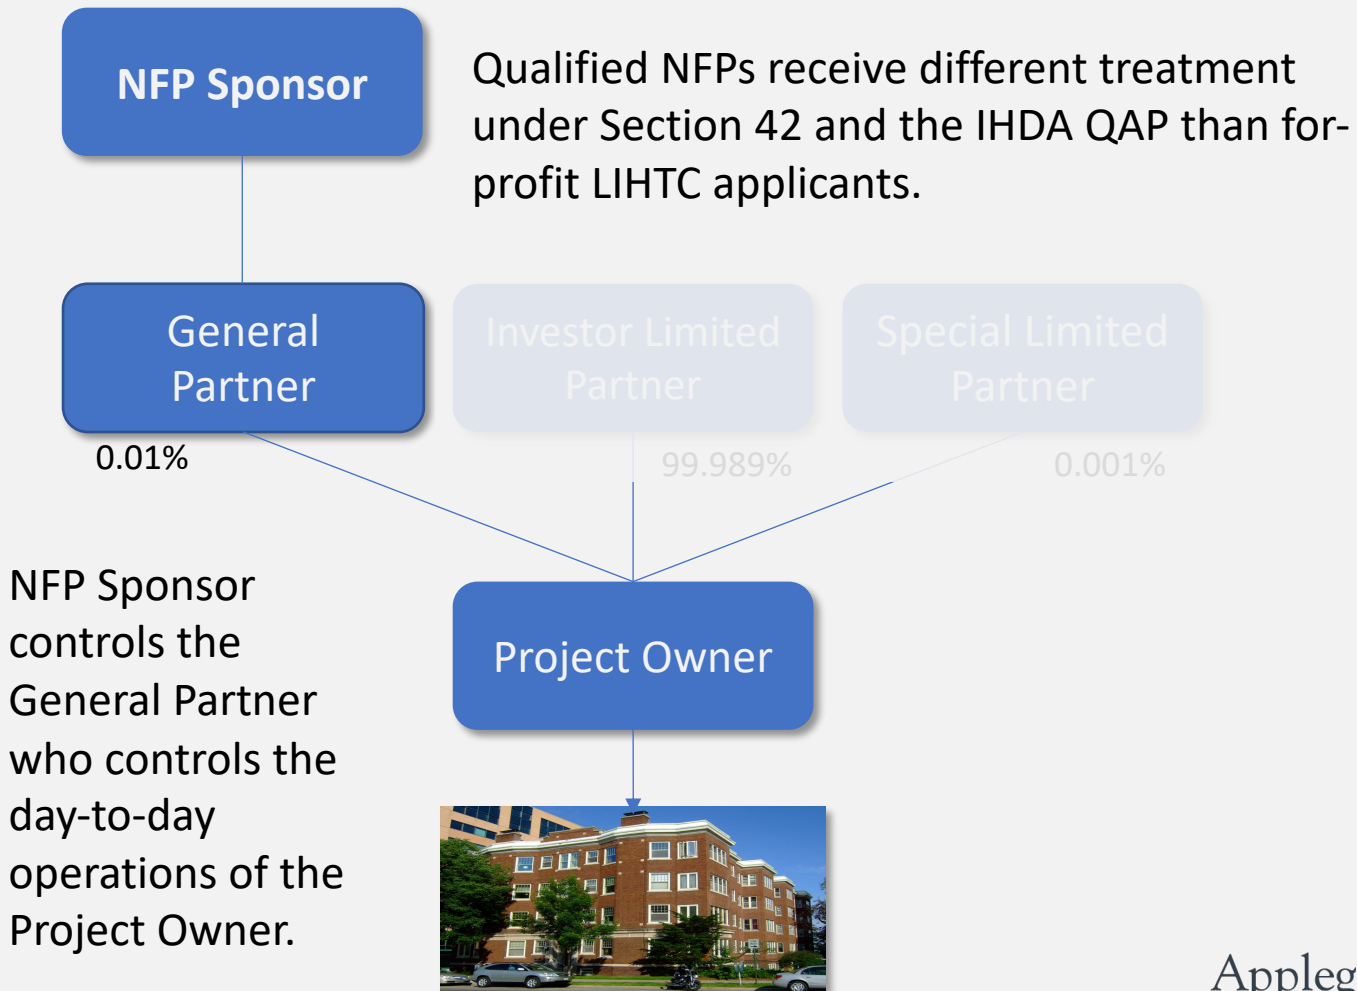 NFP Sponsor
Qualified NFPs receive different treatment
under Section 42 and the IHDA QAP than for-
profit LIHTC applicants.
General
Partner
Investor Limited
Partner
Special Limited
Partner
0.01%
99.989%
0.001%
NFP Sponsor
controls the
General Partner
who controls the
day-to-day
operations of the
Project Owner.
Project Owner